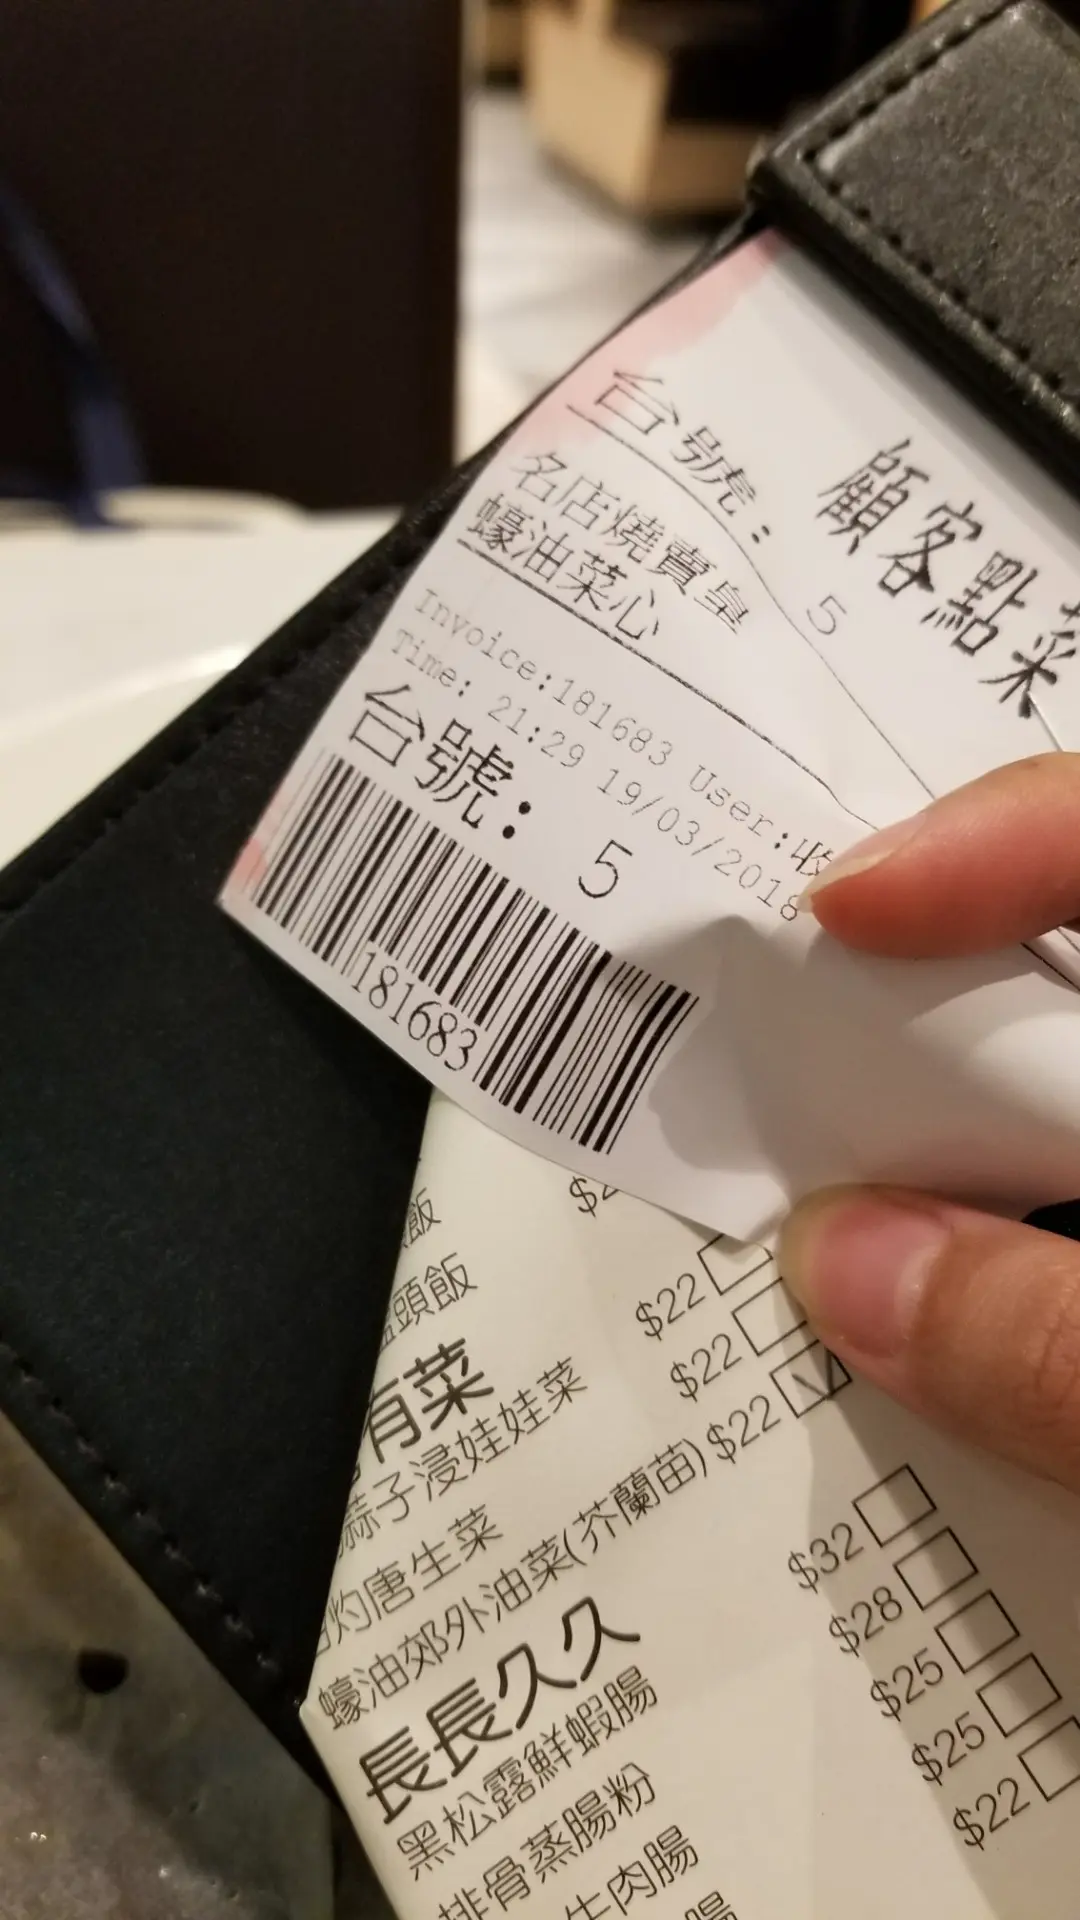 顧客點菜
台號: 5
名店燒賣皇
蠔油菜心
Invoice:181683 User:收
Time: 21:29 19/03/2018
台號: 5
181683
飯
頭飯 $22
有菜
蒜子浸娃娃菜 $22
灼唐生菜 $22
蠔油郊外油菜(芥蘭苗) $22
長長久久
黑松露鮮蝦腸 $32
排骨蒸腸粉 $28
牛肉腸 $25
腸 $25
$22